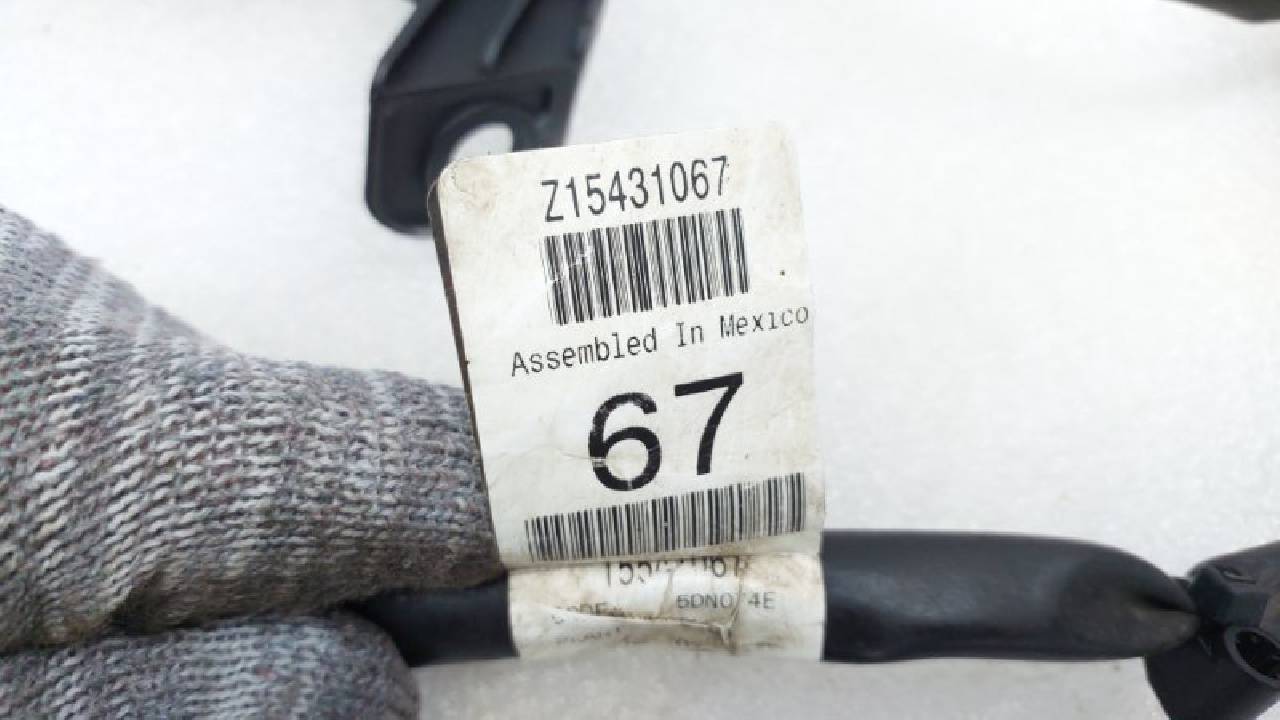 Z15431067
Assembled In Mexico
67